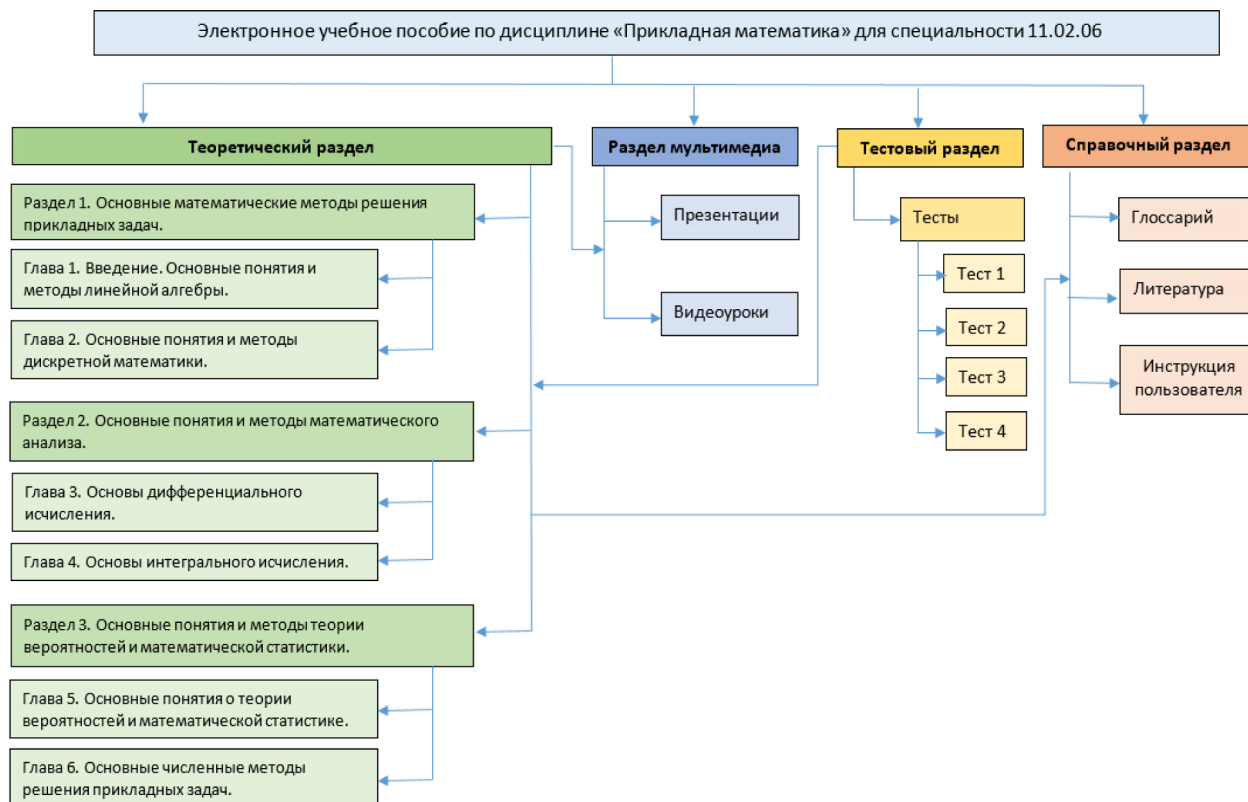 Электронное учебное пособие по дисциплине «Прикладная математика» для специальности 11.02.06
Теоретический раздел
Раздел 1. Основные математические методы решения
прикладных задач.
Глава 1. Введение. Основные понятия и
методы линейной алгебры.
Глава 2. Основные понятия и методы
дискретной математики.
Раздел 2. Основные понятия и методы математического
анализа.
Глава 3. Основы дифференциального
исчисления.
Глава 4. Основы интегрального исчисления.
Раздел 3. Основные понятия и методы теории
вероятностей и математической статистики.
Глава 5. Основные понятия о теории
вероятностей и математической статистике.
Глава 6. Основные численные методы
решения прикладных задач.
Раздел мультимедиа
Презентации
Видеоуроки
Тестовый раздел
Тесты
Тест 1
Тест 2
Тест 3
Тест 4
Справочный раздел
Глоссарий
Литература
Инструкция
пользователя